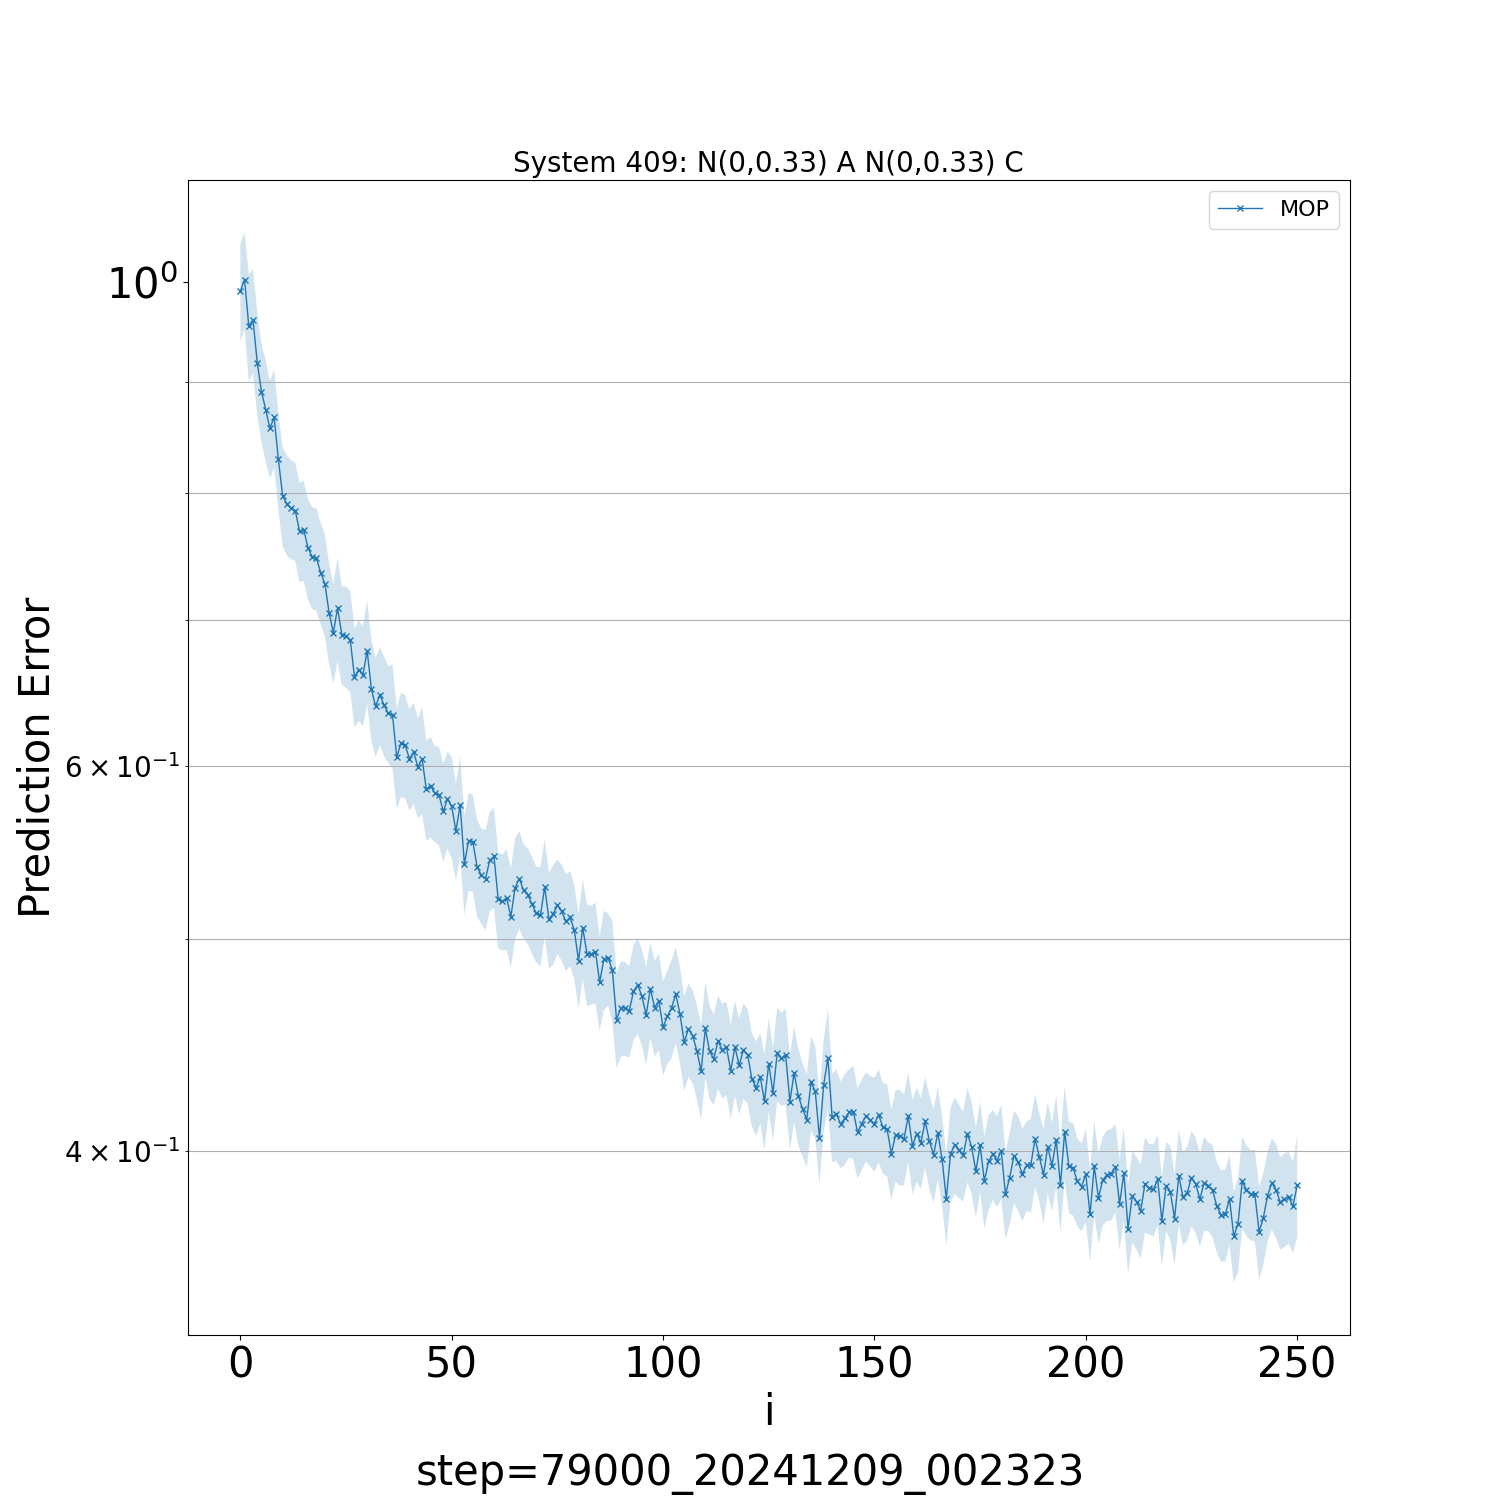 System 409: N(0,0.33) A N(0,0.33) C
MOP
Prediction Error
10⁰
6 × 10⁻¹
4 × 10⁻¹
0 50 100 150 200 250
i
step=79000_20241209_002323